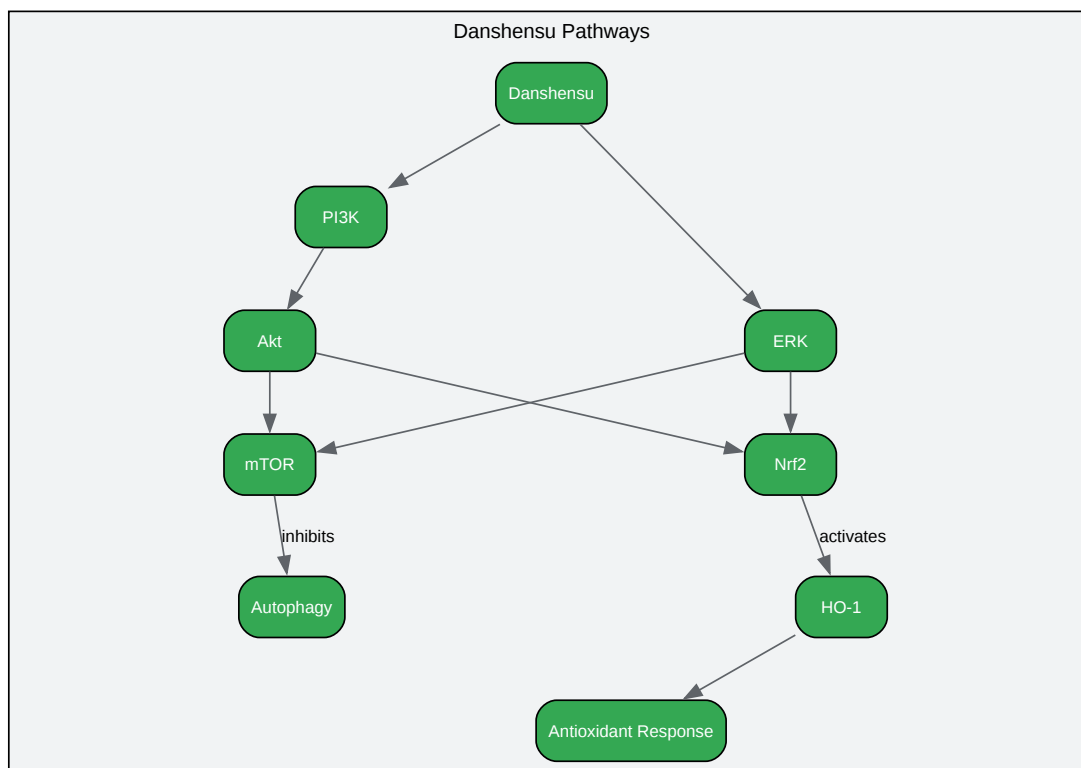 Danshensu Pathways
Danshensu
PI3K
Akt
ERK
mTOR
Nrf2
inhibits
activates
Autophagy
HO-1
Antioxidant Response